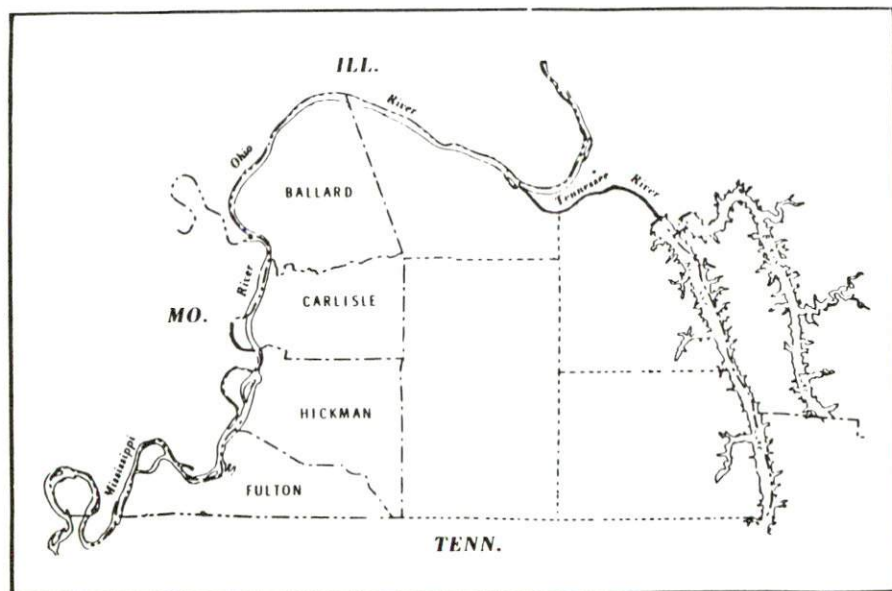 ILL.
River
Ohio
Tennessee
River
BALLARD
River
CARLISLE
MO.
HICKMAN
Mississippi
FULTON
TENN.